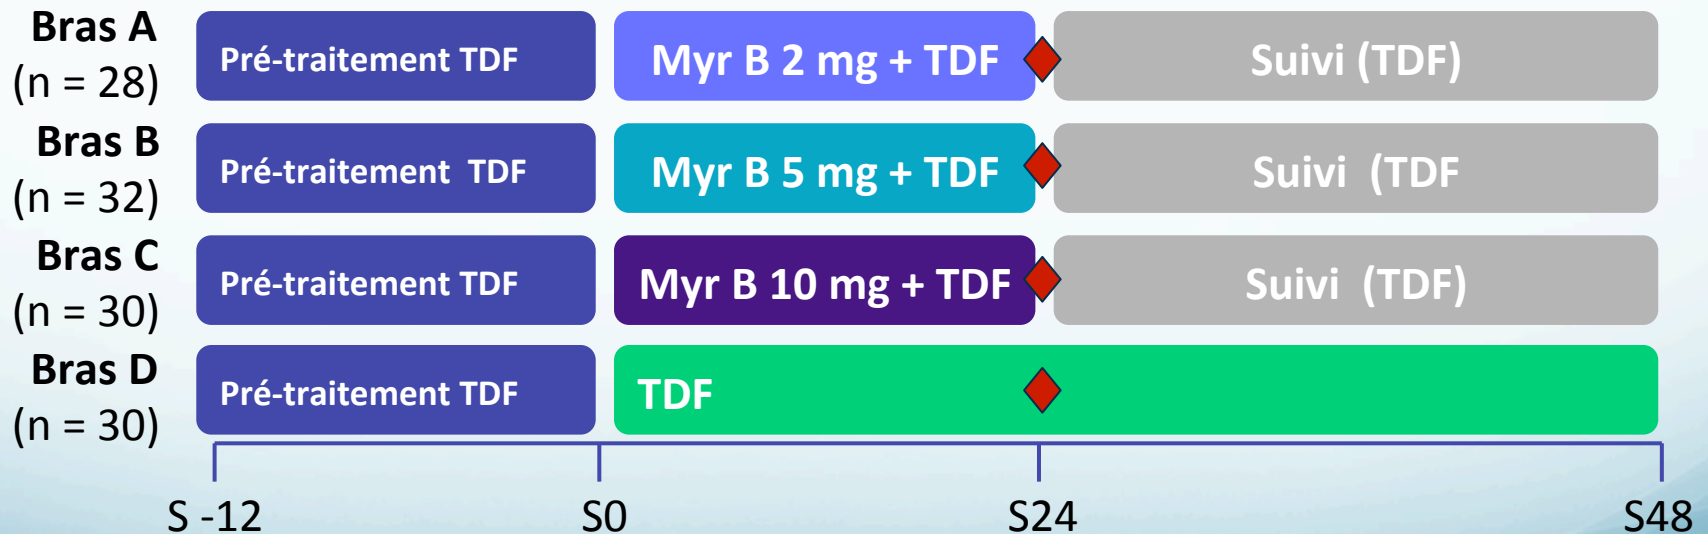 Bras A
(n = 28)
Pré-traitement TDF
Myr B 2 mg + TDF
Suivi (TDF)
Bras B
(n = 32)
Pré-traitement  TDF
Myr B 5 mg + TDF
Suivi  (TDF
Bras C
(n = 30)
Pré-traitement TDF
Myr B 10 mg + TDF
Suivi  (TDF)
Bras D
(n = 30)
Pré-traitement TDF
TDF
S -12
S0
S24
S48